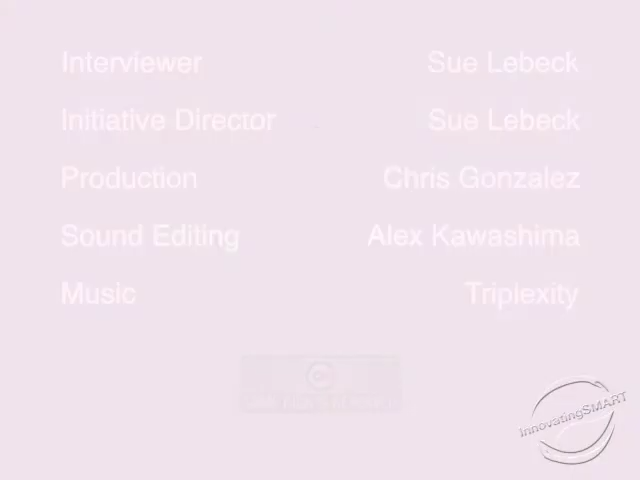 Interviewer Sue Lebeck
Initiative Director Sue Lebeck
Production Chris Gonzalez
Sound Editing Alex Kawashima
Music Triplexity
InnovatingSMART